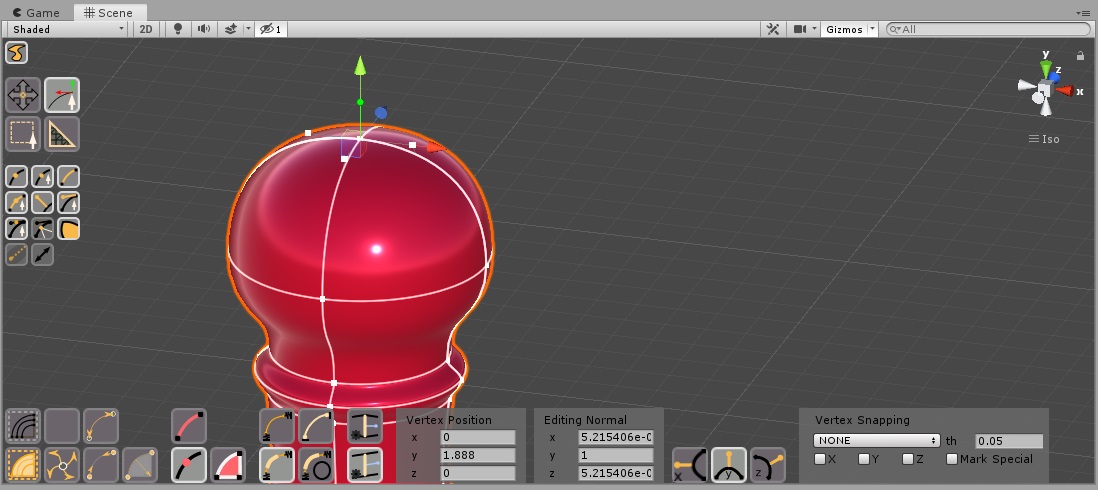 Game Scene
Shaded 2D 1 Gizmos All
y
z
x
Iso
Vertex Position Editing Normal Vertex Snapping
x 0 x 5.215406e-0 NONE th 0.05
y 1.888 y 1 X Y Z Mark Special
z 0 z 5.215406e-0 x y z